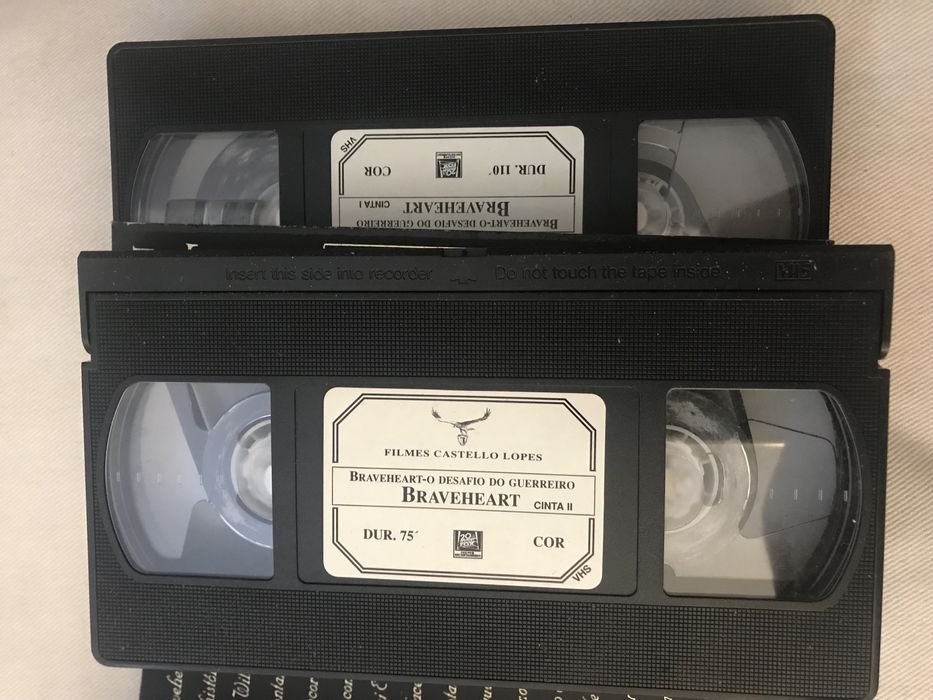 VHS
COR
DUR. 110´
CINTA I
BRAVEHEART
BRAVEHEART-O DESAFIO DO GUERREIRO
Insert this side into recorder
Do not touch the tape inside
VHS
FILMES CASTELLO LOPES
BRAVEHEART-O DESAFIO DO GUERREIRO
BRAVEHEART CINTA II
DUR. 75´
20
COR
VHS